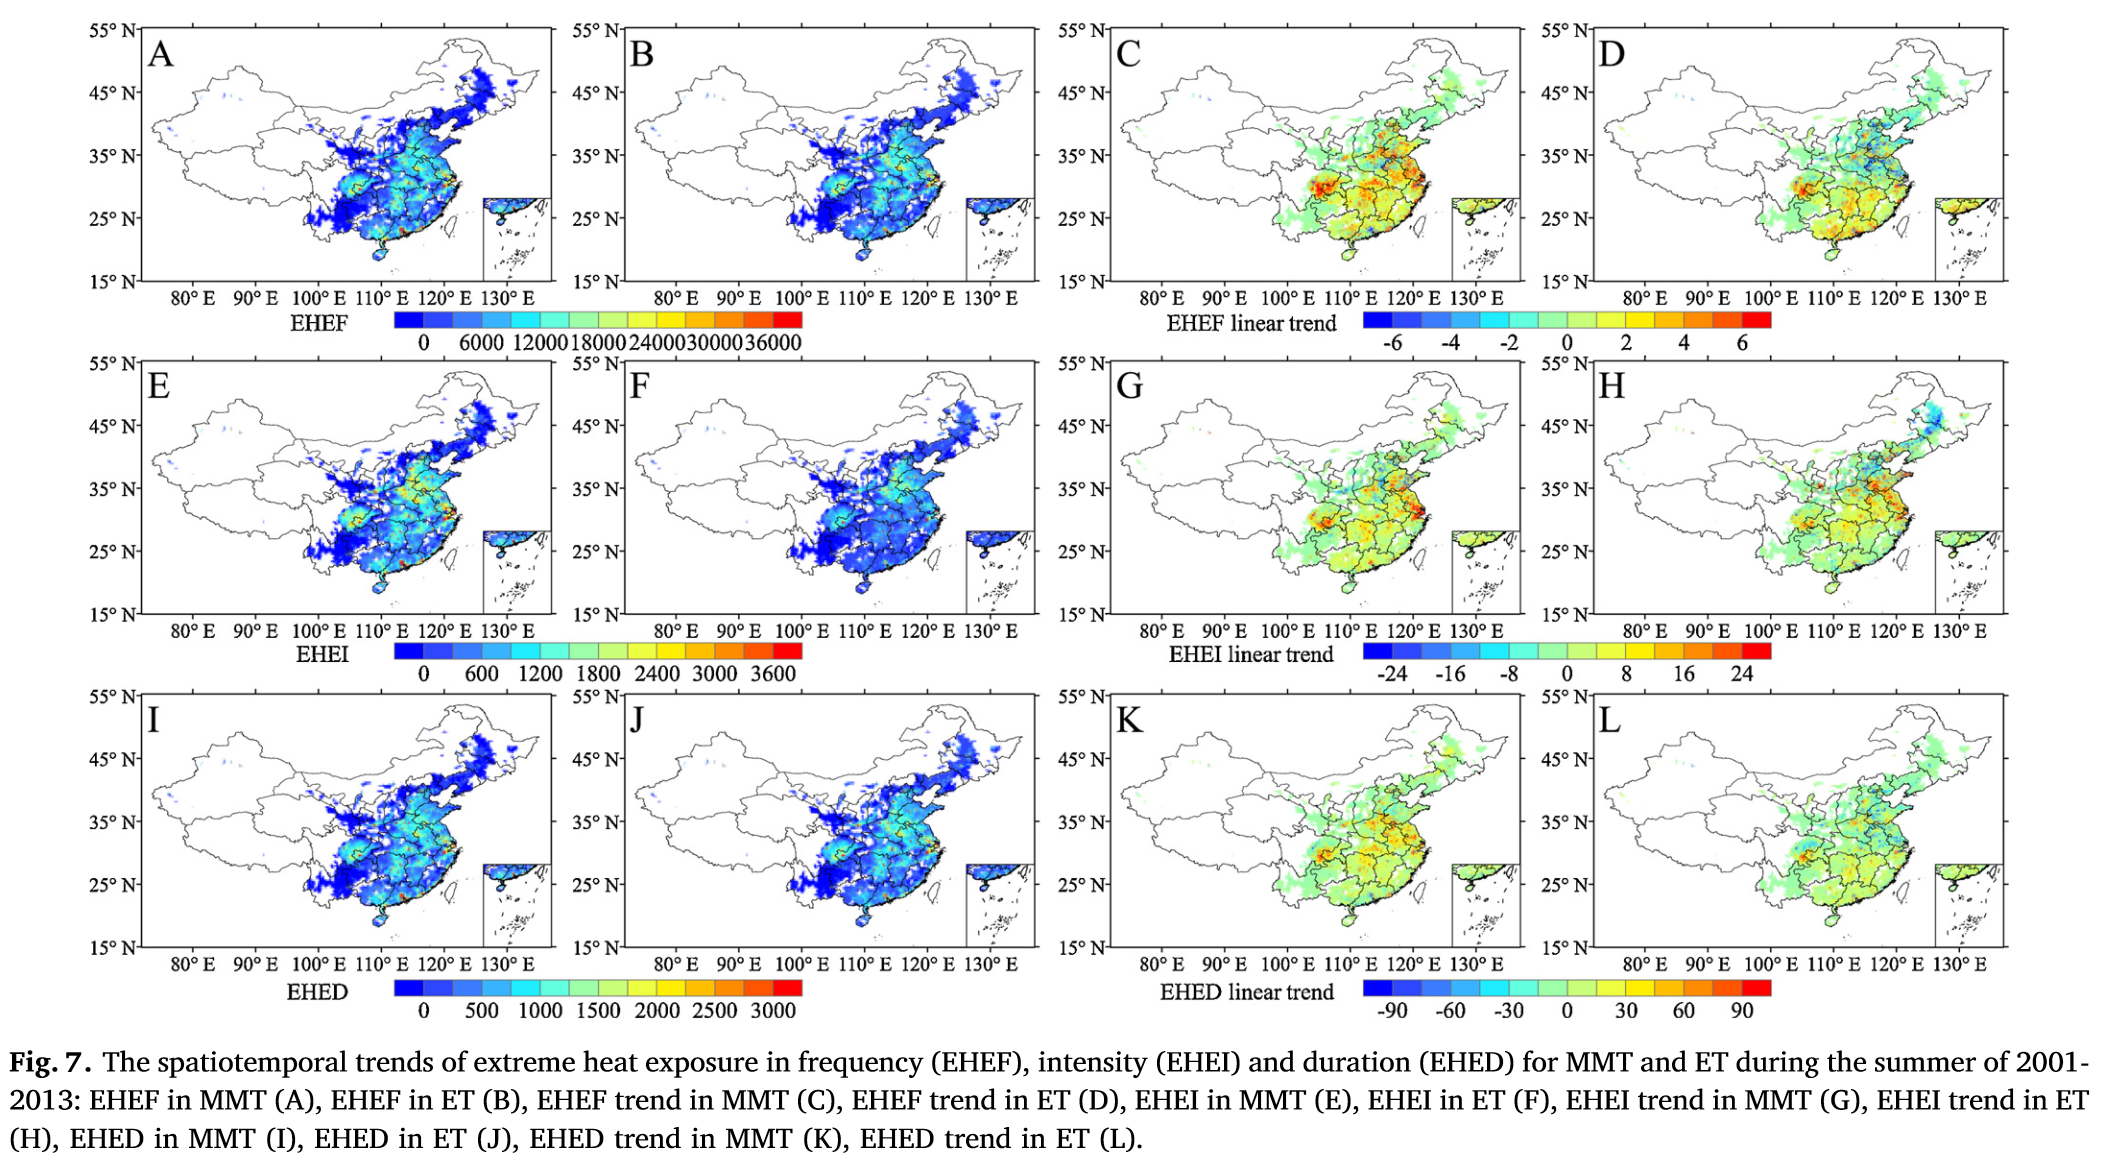 A B C D
55° N 55° N 55° N 55° N
45° N 45° N 45° N 45° N
35° N 35° N 35° N 35° N
25° N 25° N 25° N 25° N
15° N 15° N 15° N 15° N
80° E 90° E 100° E 110° E 120° E 130° E 80° E 90° E 100° E 110° E 120° E 130° E 80° E 90° E 100° E 110° E 120° E 130° E 80° E 90° E 100° E 110° E 120° E 130° E
EHEF EHEF linear trend
0 6000 12000 18000 24000 30000 36000 -6 -4 -2 0 2 4 6
E F G H
55° N 55° N 55° N 55° N
45° N 45° N 45° N 45° N
35° N 35° N 35° N 35° N
25° N 25° N 25° N 25° N
15° N 15° N 15° N 15° N
80° E 90° E 100° E 110° E 120° E 130° E 80° E 90° E 100° E 110° E 120° E 130° E 80° E 90° E 100° E 110° E 120° E 130° E 80° E 90° E 100° E 110° E 120° E 130° E
EHEI EHEI linear trend
0 600 1200 1800 2400 3000 3600 -24 -16 -8 0 8 16 24
I J K L
55° N 55° N 55° N 55° N
45° N 45° N 45° N 45° N
35° N 35° N 35° N 35° N
25° N 25° N 25° N 25° N
15° N 15° N 15° N 15° N
80° E 90° E 100° E 110° E 120° E 130° E 80° E 90° E 100° E 110° E 120° E 130° E 80° E 90° E 100° E 110° E 120° E 130° E 80° E 90° E 100° E 110° E 120° E 130° E
EHED EHED linear trend
0 500 1000 1500 2000 2500 3000 -90 -60 -30 0 30 60 90
Fig. 7. The spatiotemporal trends of extreme heat exposure in frequency (EHEF), intensity (EHEI) and duration (EHED) for MMT and ET during the summer of 2001-
2013: EHEF in MMT (A), EHEF in ET (B), EHEF trend in MMT (C), EHEF trend in ET (D), EHEI in MMT (E), EHEI in ET (F), EHEI trend in MMT (G), EHEI trend in ET
(H), EHED in MMT (I), EHED in ET (J), EHED trend in MMT (K), EHED trend in ET (L).